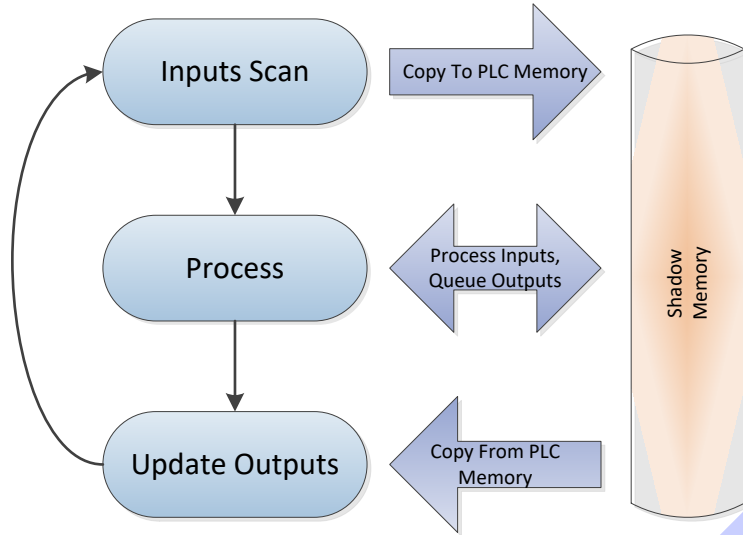 Inputs Scan
Copy To PLC Memory
Process
Process Inputs,
Queue Outputs
Shadow
Memory
Update Outputs
Copy From PLC
Memory